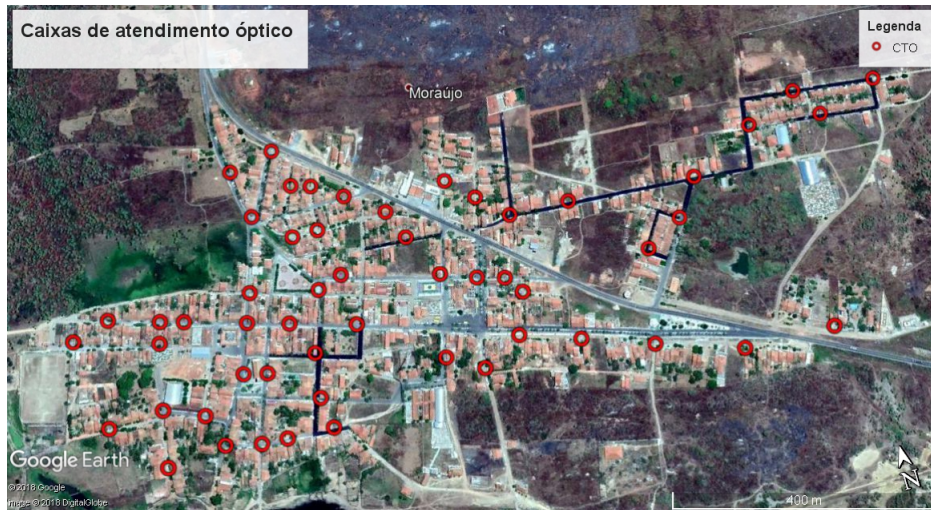 Caixas de atendimento óptico
Legenda
CTO
Moraújo
Google Earth
©2018 Google
Image © 2018 DigitalGlobe
400 m
N